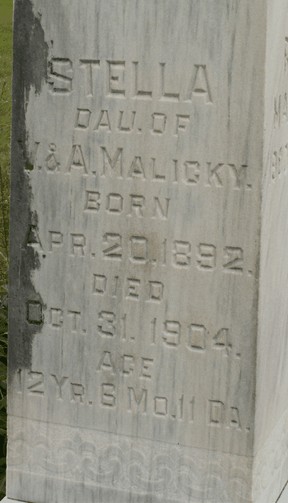 STELLA
DAU. OF
V. & A. MALICKY.
BORN
APR. 20. 1892.
DIED
OCT. 31. 1904.
AGE
12 YR. 6 MO. 11 DA.